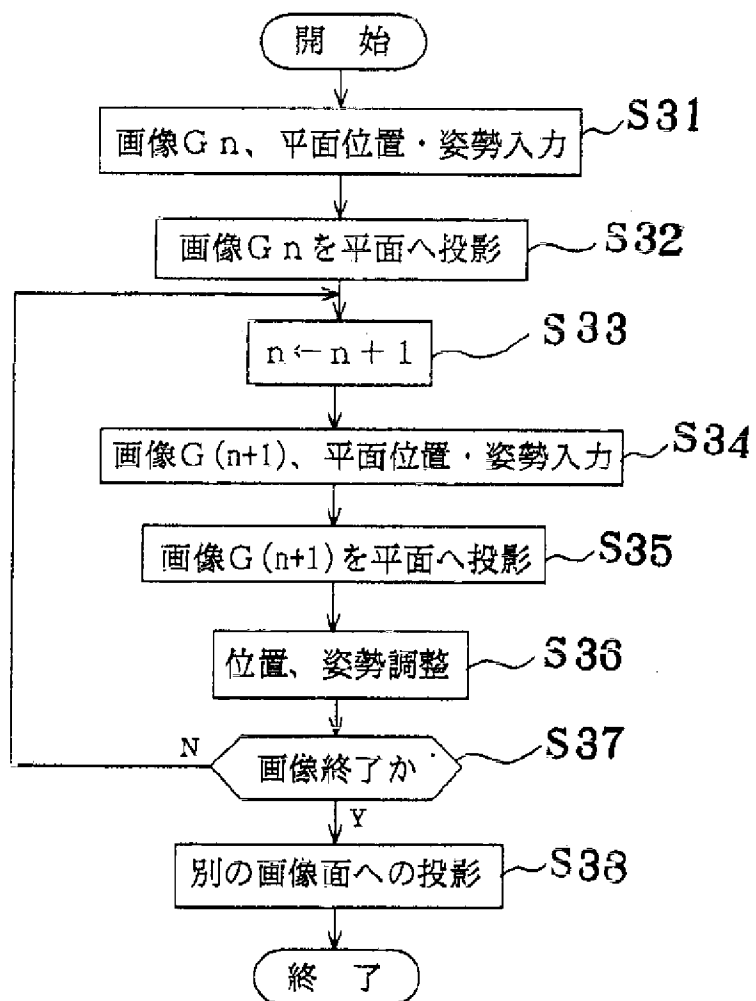 開 始
画像Gn、平面位置・姿勢入力
S31
画像Gnを平面へ投影
S32
n←n+1
S33
画像G(n+1)、平面位置・姿勢入力
S34
画像G(n+1)を平面へ投影
S35
位置、姿勢調整
S36
画像終了か
S37
N
Y
別の画像面への投影
S38
終 了